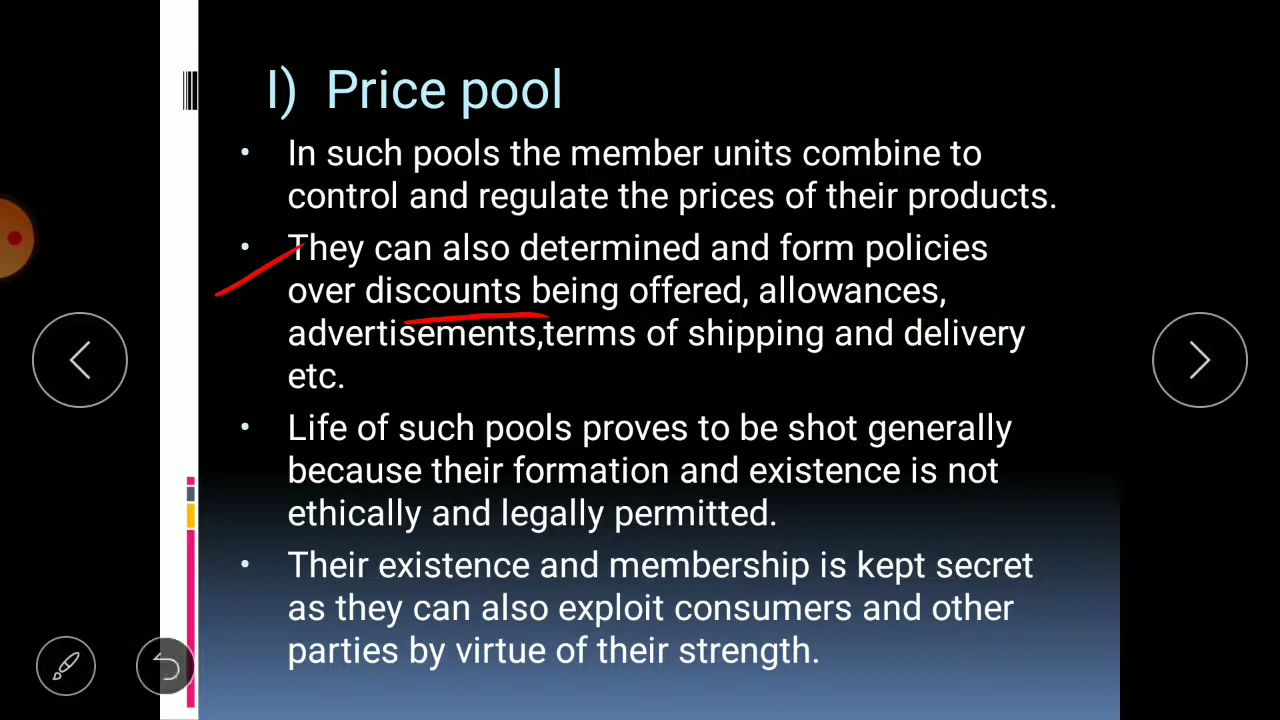 I) Price pool
• In such pools the member units combine to
control and regulate the prices of their products.
• They can also determined and form policies
over discounts being offered, allowances,
advertisements,terms of shipping and delivery
etc.
• Life of such pools proves to be shot generally
because their formation and existence is not
ethically and legally permitted.
• Their existence and membership is kept secret
as they can also exploit consumers and other
parties by virtue of their strength.